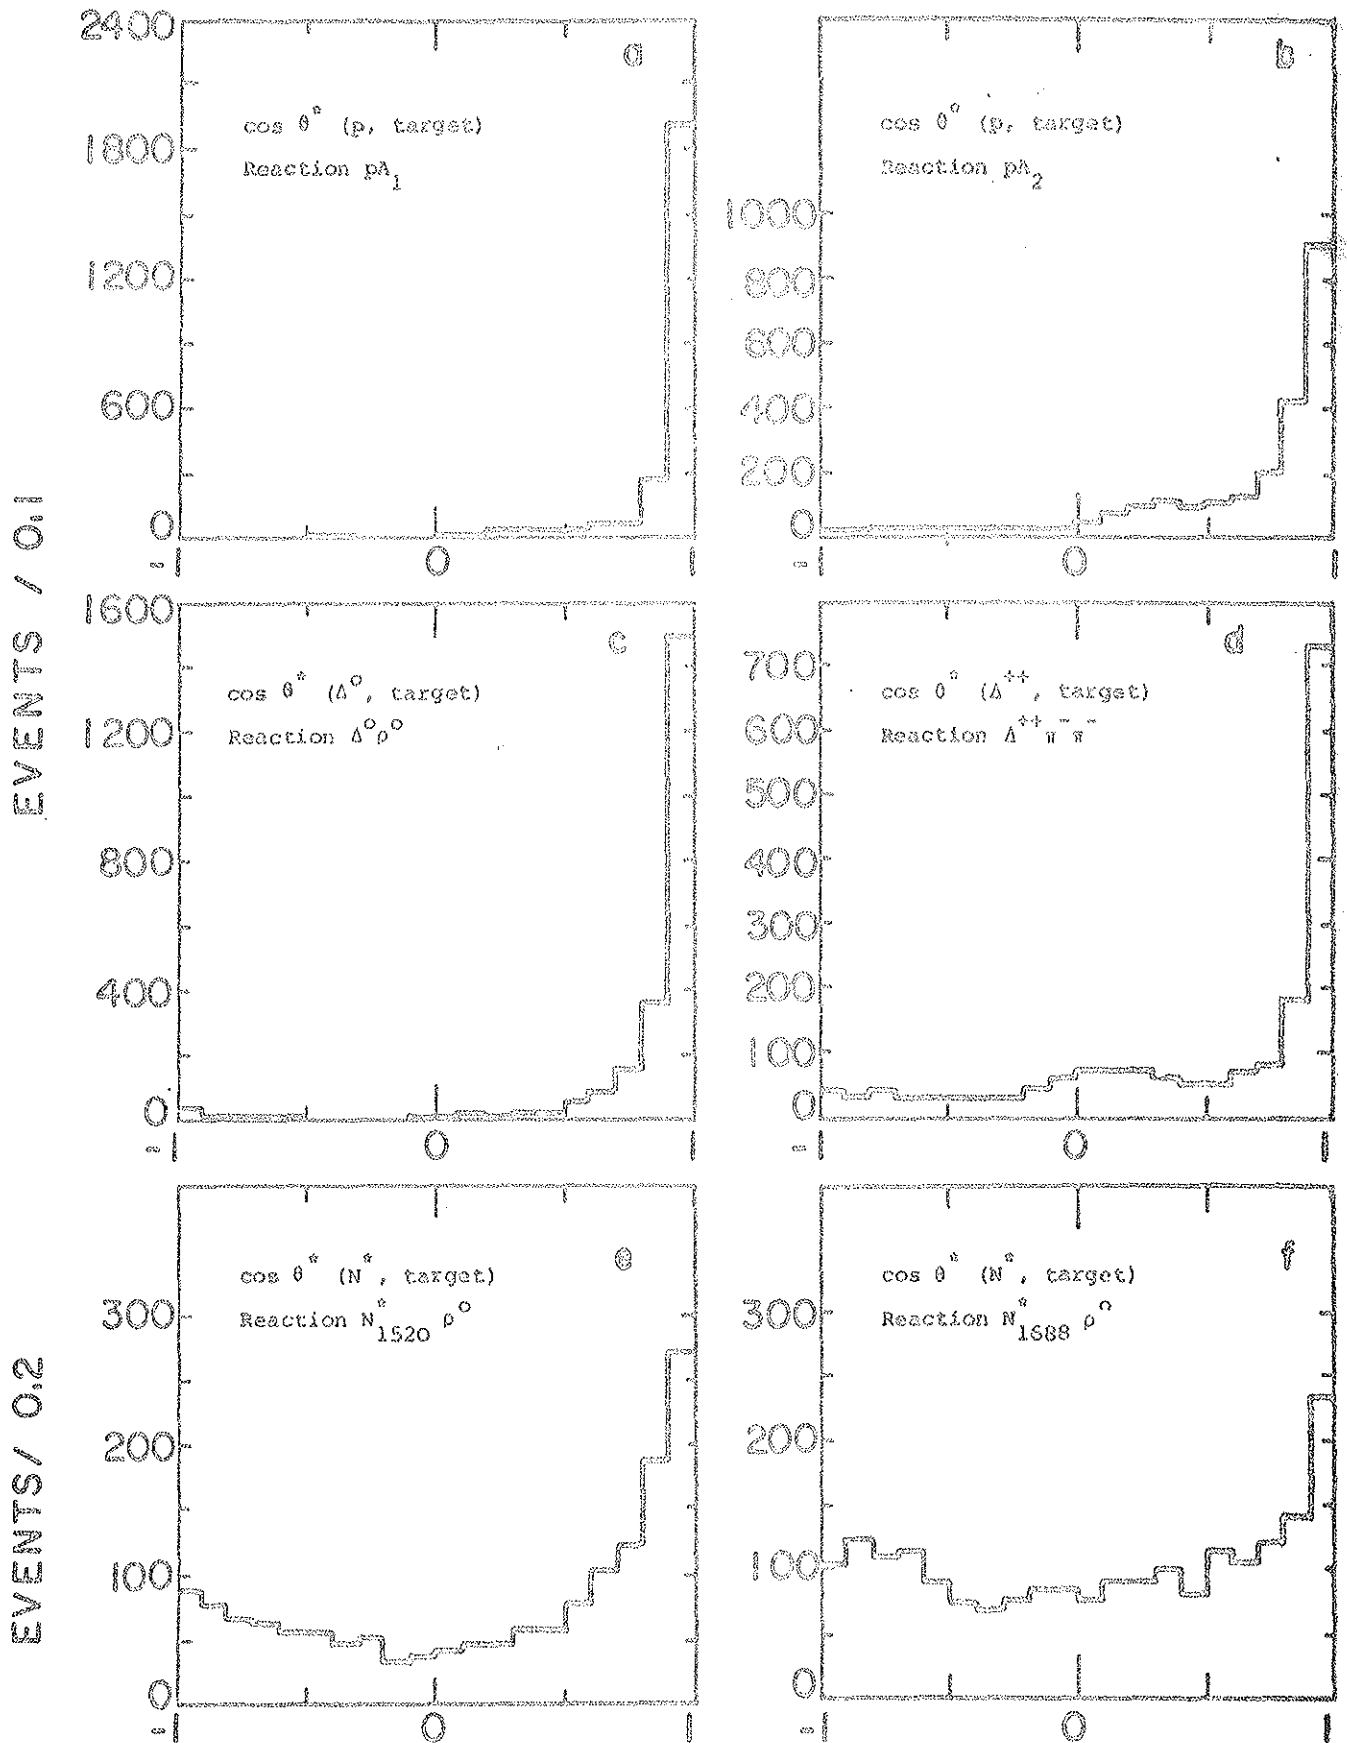 EVENTS / 0.1
EVENTS / 0.2
2400
1800
1200
600
0
a
cos θ* (p, target)
Reaction pA1
-1
0
1
b
cos θ* (p, target)
Reaction pA2
1000
800
600
400
200
0
-1
0
1
1600
1200
800
400
0
c
cos θ* (Δ°, target)
Reaction Δ°ρ°
-1
0
1
700
600
500
400
300
200
100
0
d
cos θ* (Δ++, target)
Reaction Δ++ π- π-
-1
0
1
300
200
100
0
e
cos θ* (N*, target)
Reaction N*1520 ρ°
-1
0
1
300
200
100
0
f
cos θ* (N*, target)
Reaction N*1688 ρ°
-1
0
1